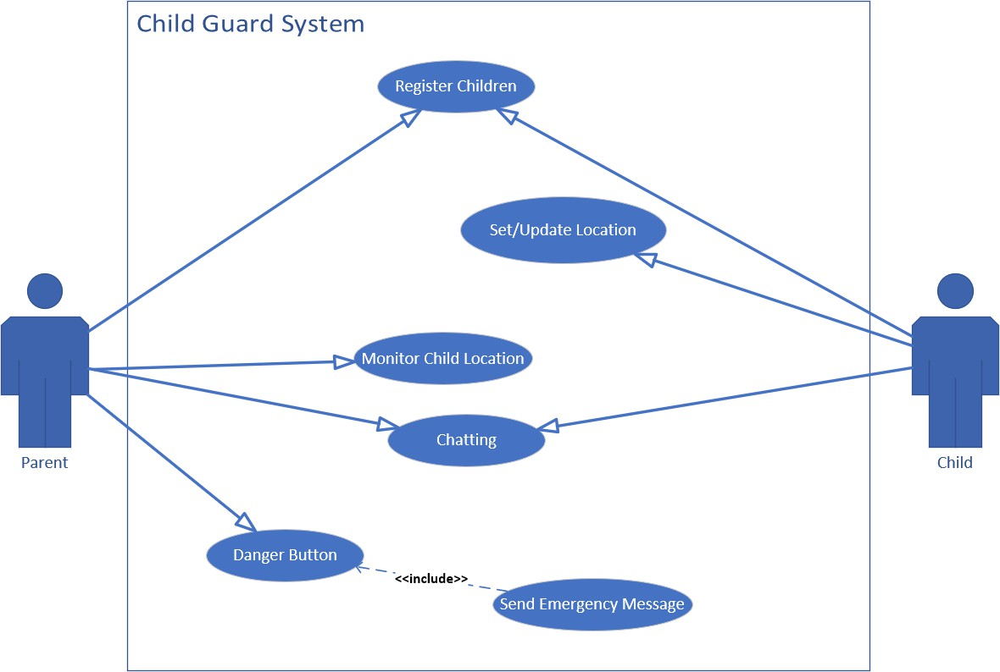 Child Guard System
Register Children
Set/Update Location
Monitor Child Location
Chatting
Parent
Child
Danger Button
<<include>>
Send Emergency Message